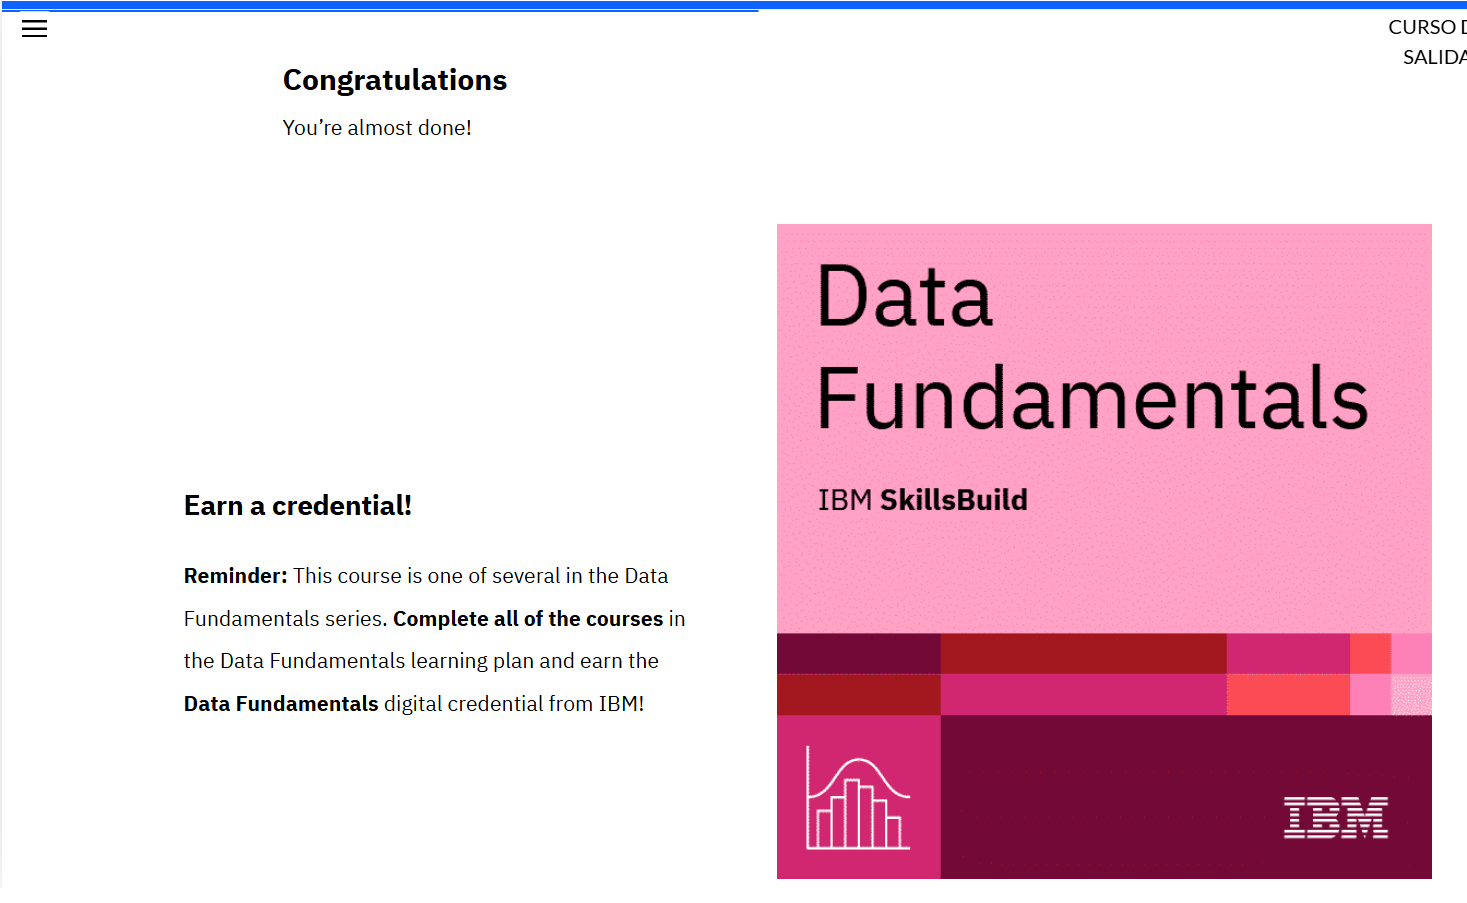 CURSO D
SALIDA
Congratulations
You’re almost done!
Data
Fundamentals
IBM SkillsBuild
Earn a credential!
Reminder: This course is one of several in the Data
Fundamentals series. Complete all of the courses in
the Data Fundamentals learning plan and earn the
Data Fundamentals digital credential from IBM!
IBM